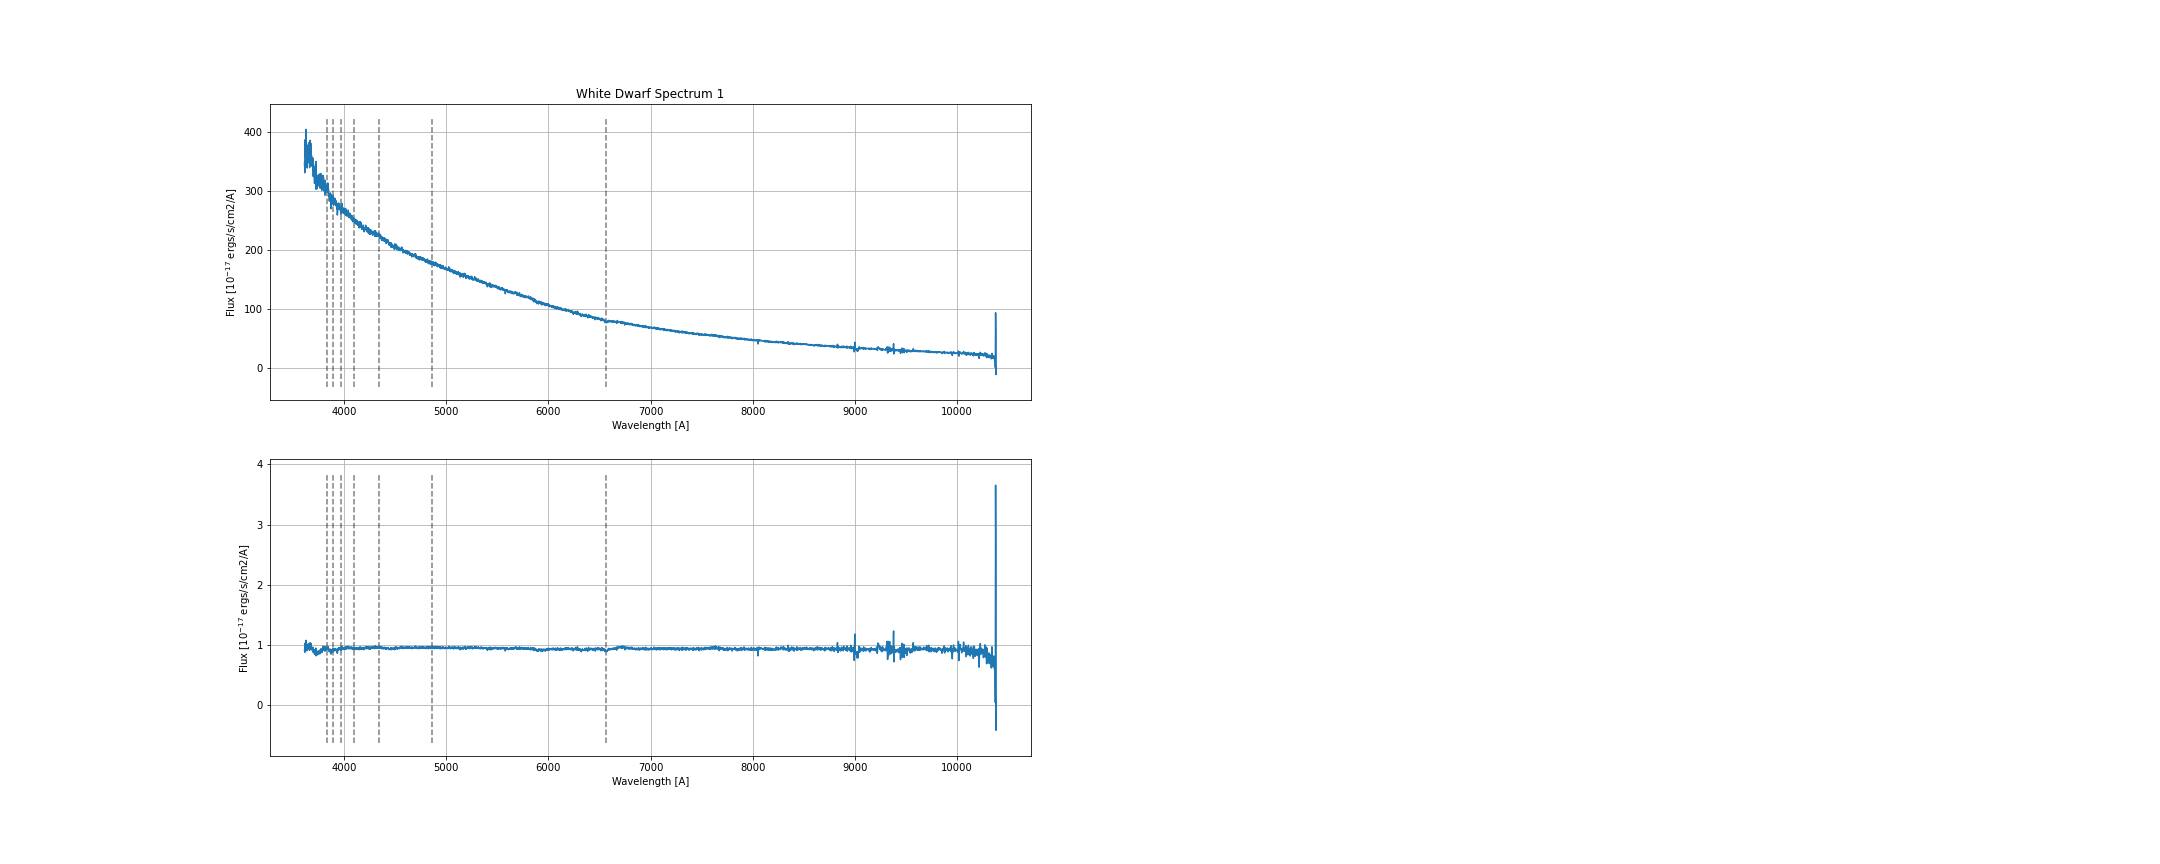 White Dwarf Spectrum 1
Flux [10⁻¹⁷ ergs/s/cm2/A]
400
300
200
100
0
4000 5000 6000 7000 8000 9000 10000
Wavelength [A]
Flux [10⁻¹⁷ ergs/s/cm2/A]
4
3
2
1
0
4000 5000 6000 7000 8000 9000 10000
Wavelength [A]